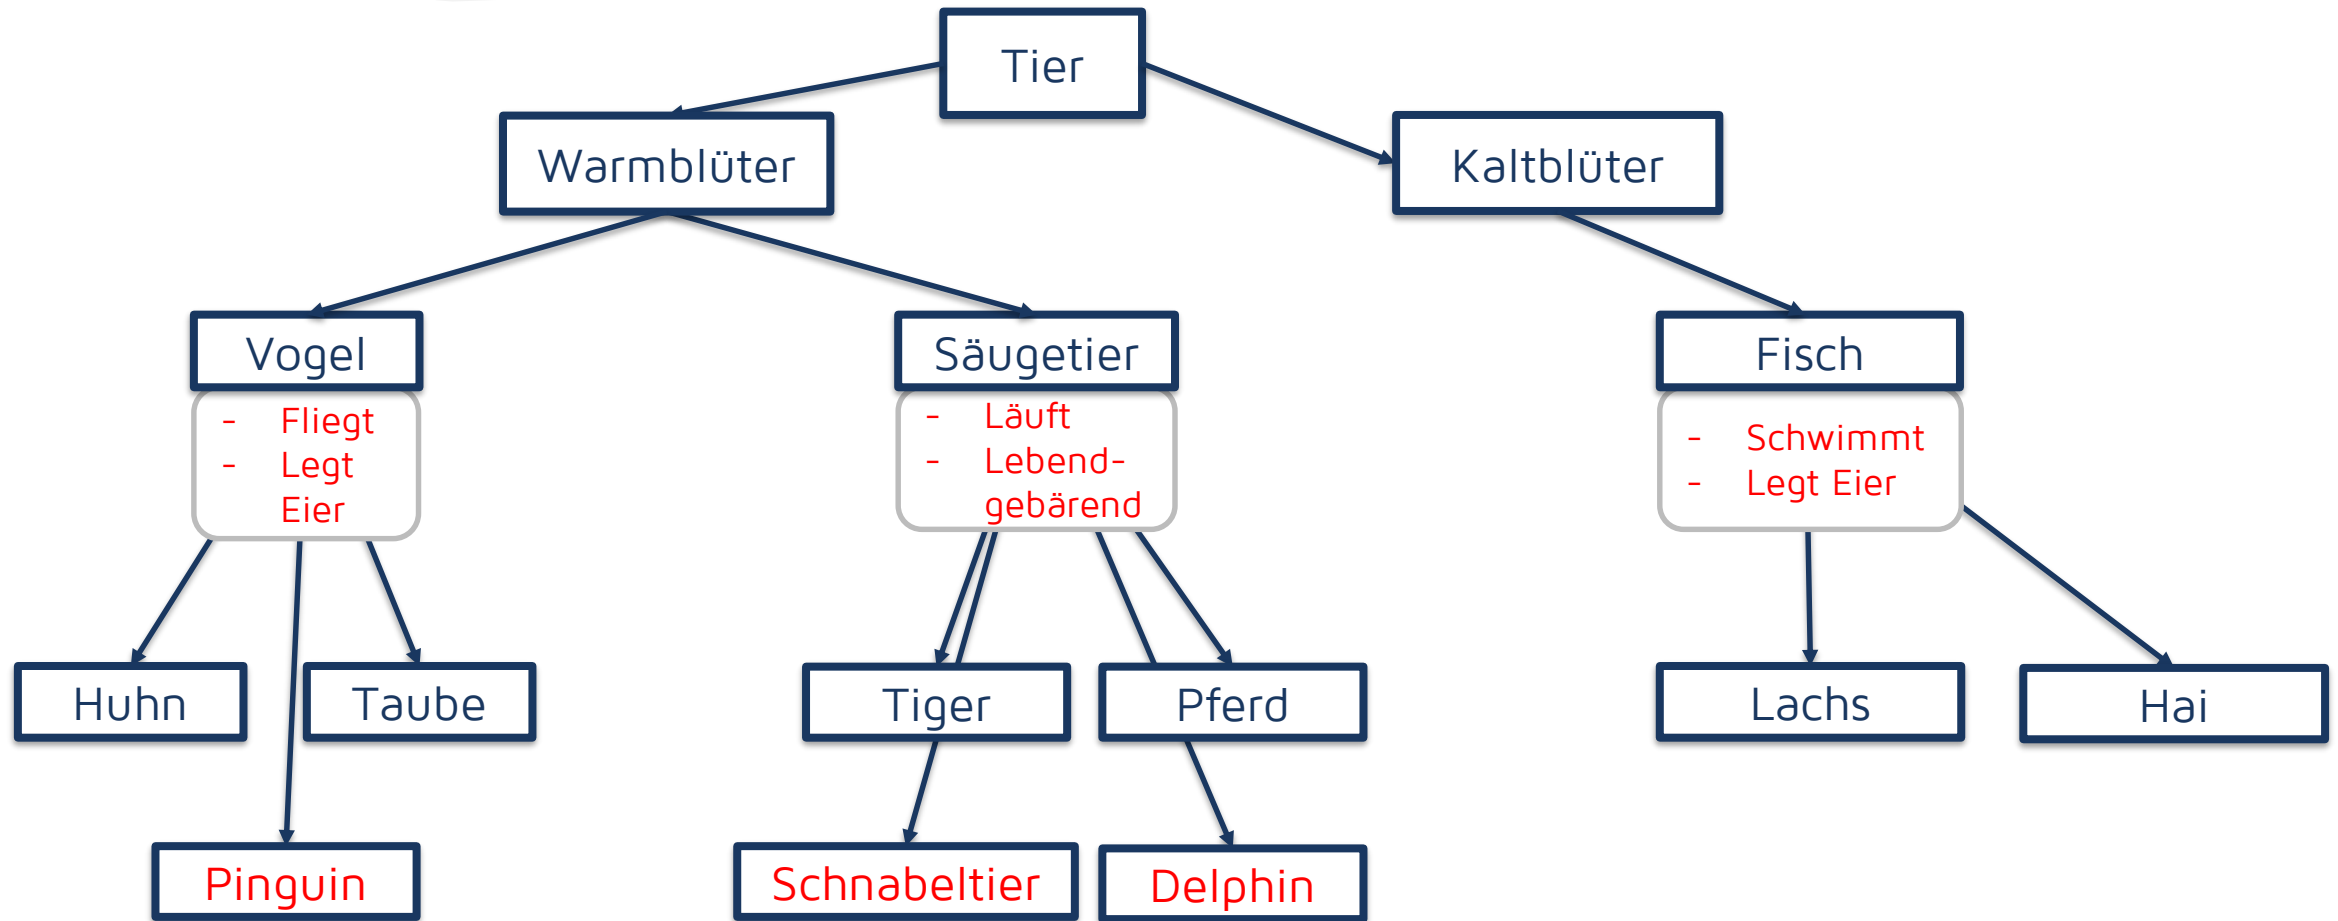 Tier
Warmblüter
Kaltblüter
Vogel
- Fliegt
- Legt
Eier
Säugetier
- Läuft
- Lebend-
gebärend
Fisch
- Schwimmt
- Legt Eier
Huhn
Taube
Tiger
Pferd
Lachs
Hai
Pinguin
Schnabeltier
Delphin